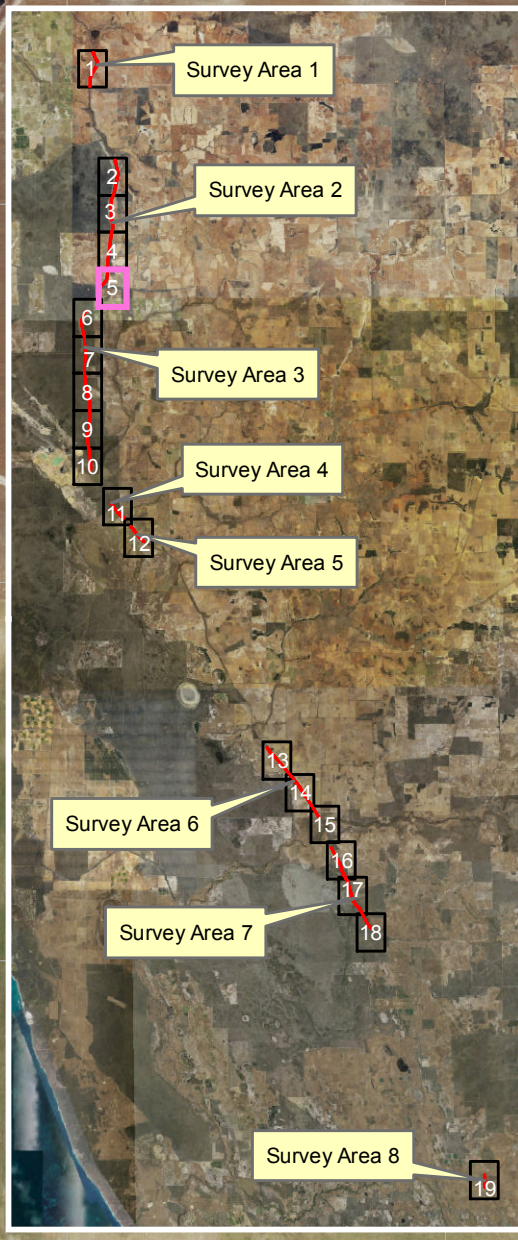 1
Survey Area 1
2
Survey Area 2
3
4
5
6
7
Survey Area 3
8
9
10
Survey Area 4
11
12
Survey Area 5
13
14
Survey Area 6
15
16
17
Survey Area 7
18
Survey Area 8
19